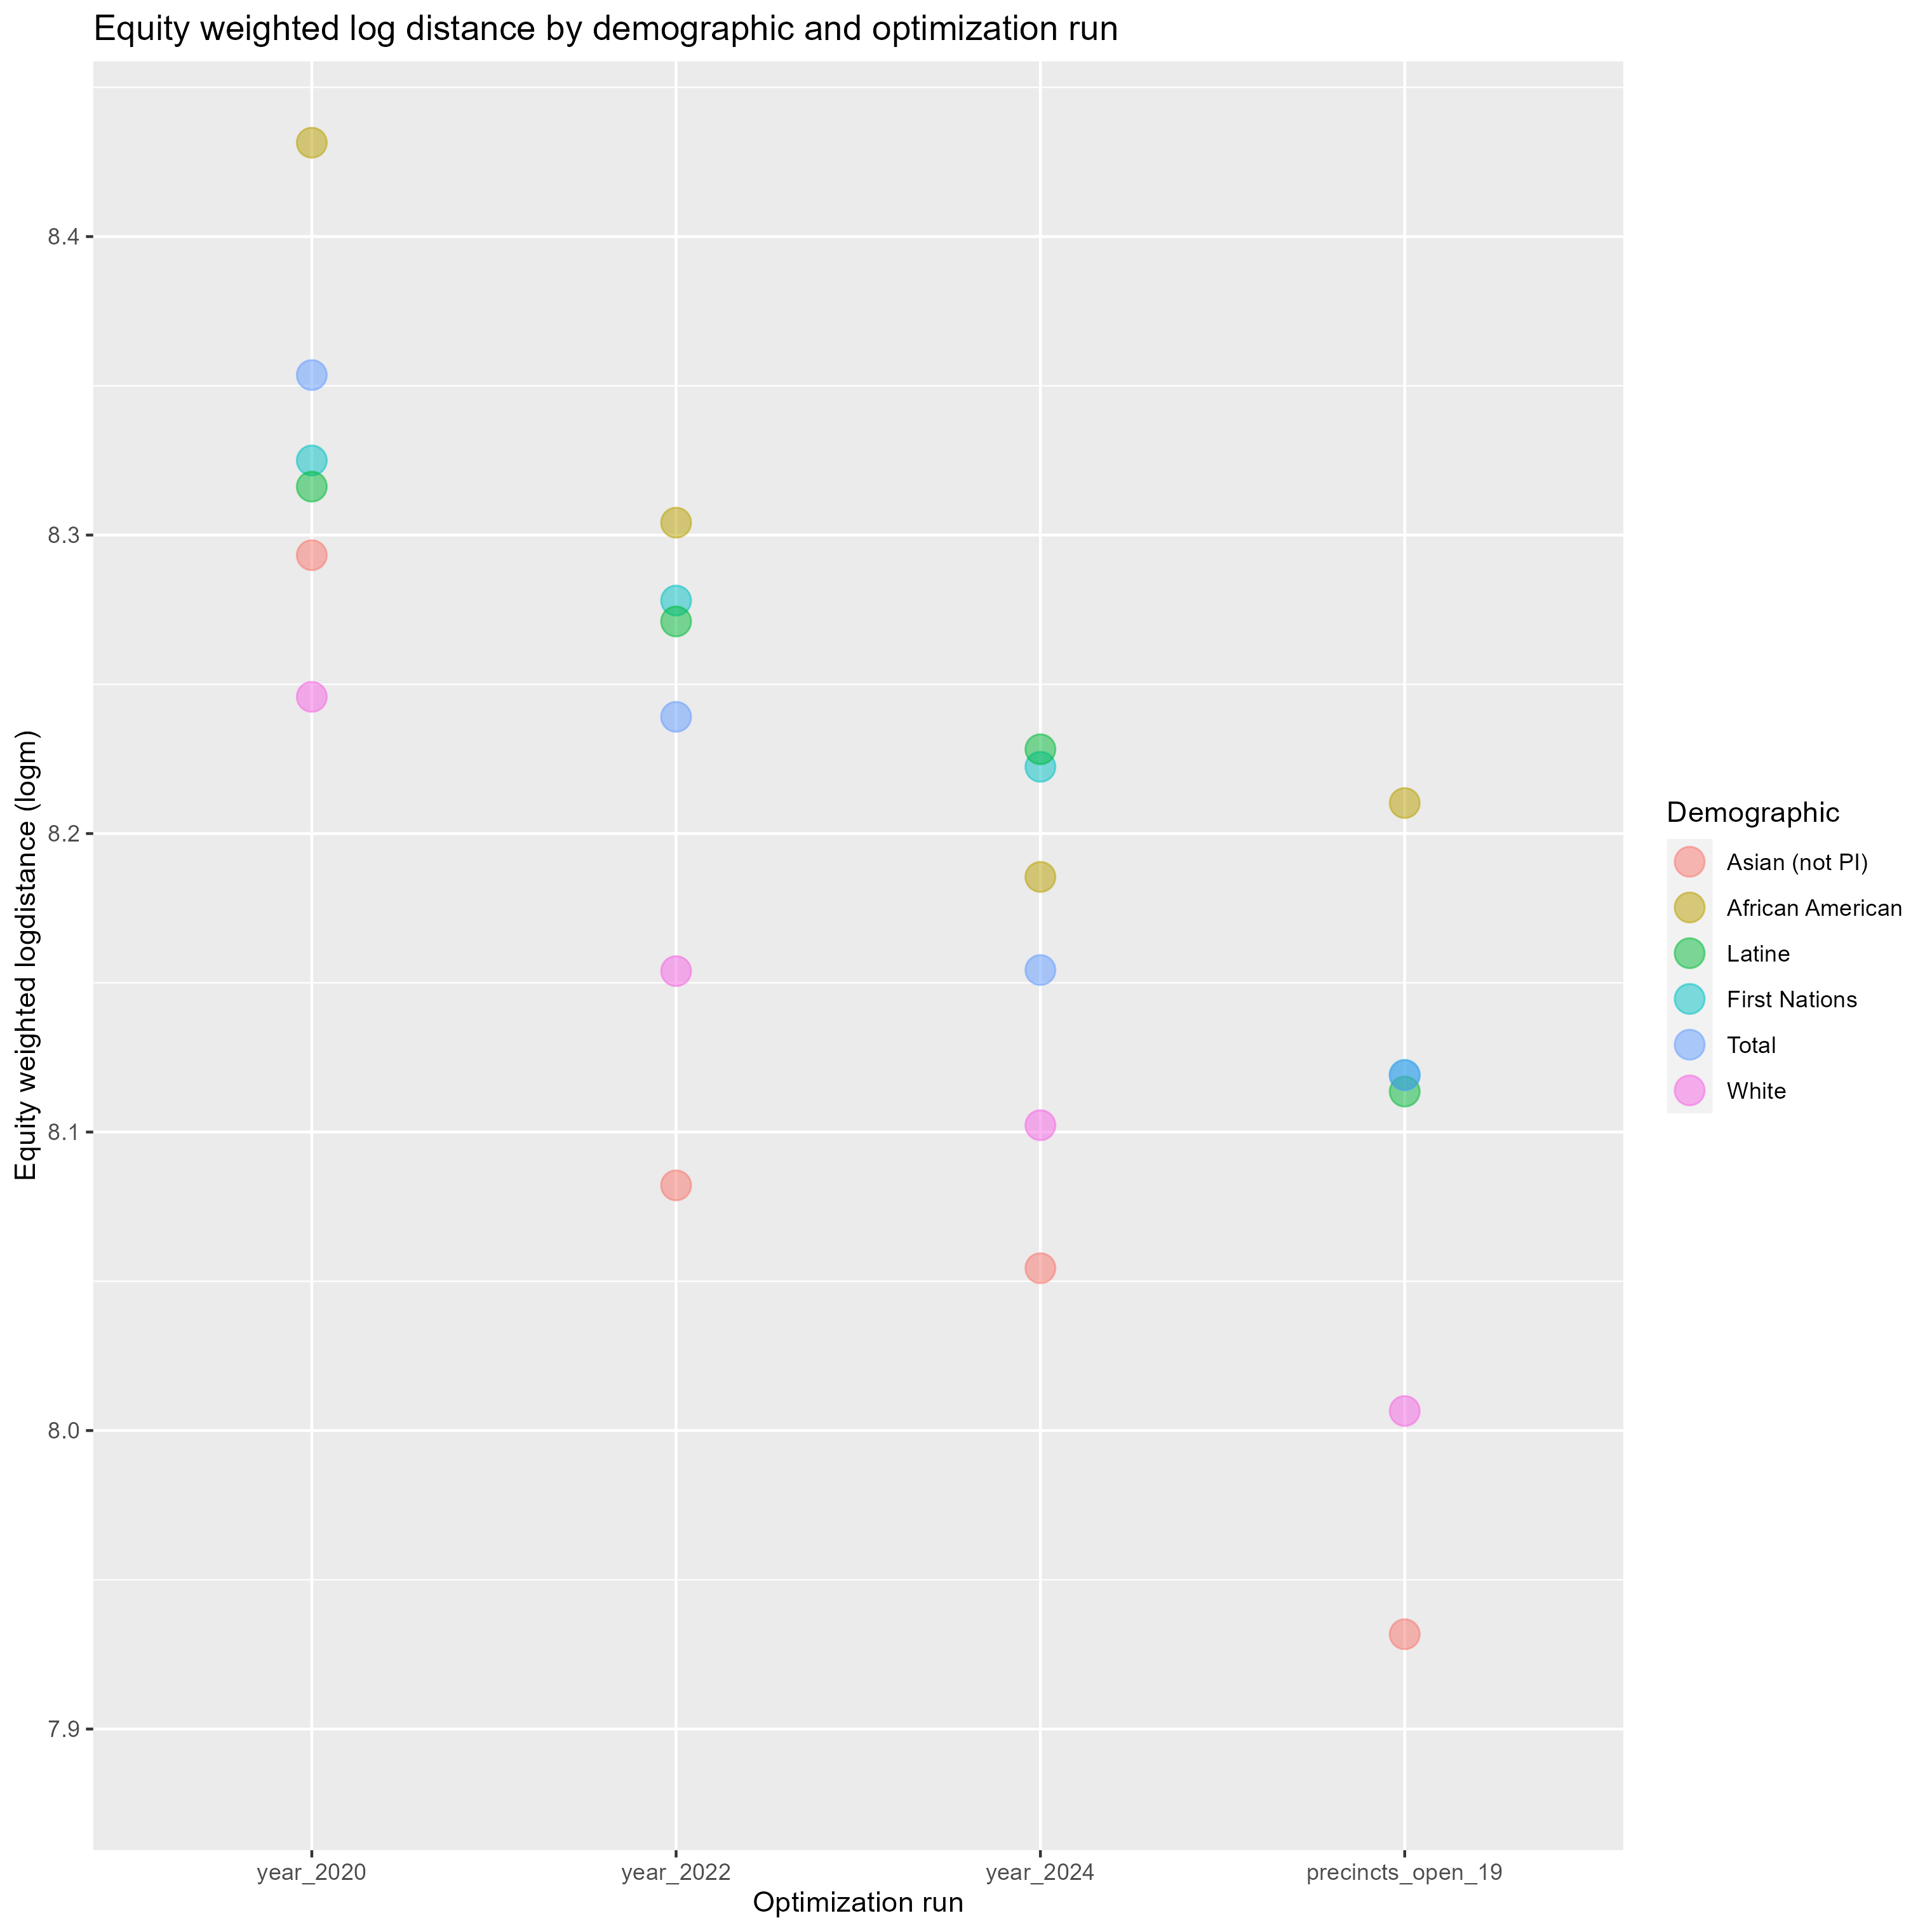 Equity weighted log distance by demographic and optimization run
Equity weighted logdistance (logm)
8.4
8.3
8.2
8.1
8.0
7.9
year_2020
year_2022
year_2024
precincts_open_19
Optimization run
Demographic
Asian (not PI)
African American
Latine
First Nations
Total
White